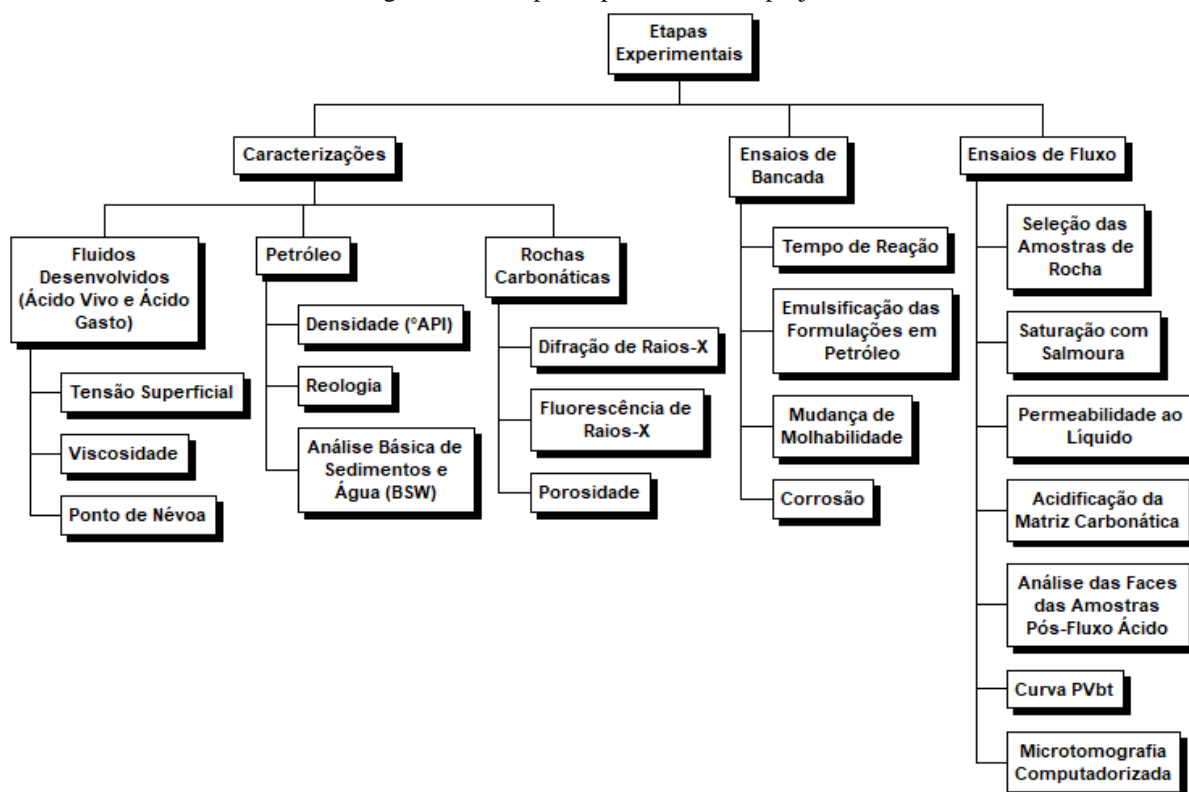 Etapas
Experimentais
Caracterizações
Ensaios de
Bancada
Ensaios de Fluxo
Fluidos
Desenvolvidos
(Ácido Vivo e Ácido
Gasto)
Tensão Superficial
Viscosidade
Ponto de Névoa
Petróleo
Densidade (°API)
Reologia
Análise Básica de
Sedimentos e
Água (BSW)
Rochas
Carbonáticas
Difração de Raios-X
Fluorescência de
Raios-X
Porosidade
Tempo de Reação
Emulsificação das
Formulações em
Petróleo
Mudança de
Molhabilidade
Corrosão
Seleção das
Amostras de
Rocha
Saturação com
Salmoura
Permeabilidade ao
Líquido
Acidificação da
Matriz Carbonática
Análise das Faces
das Amostras
Pós-Fluxo Ácido
Curva PVbt
Microtomografia
Computadorizada